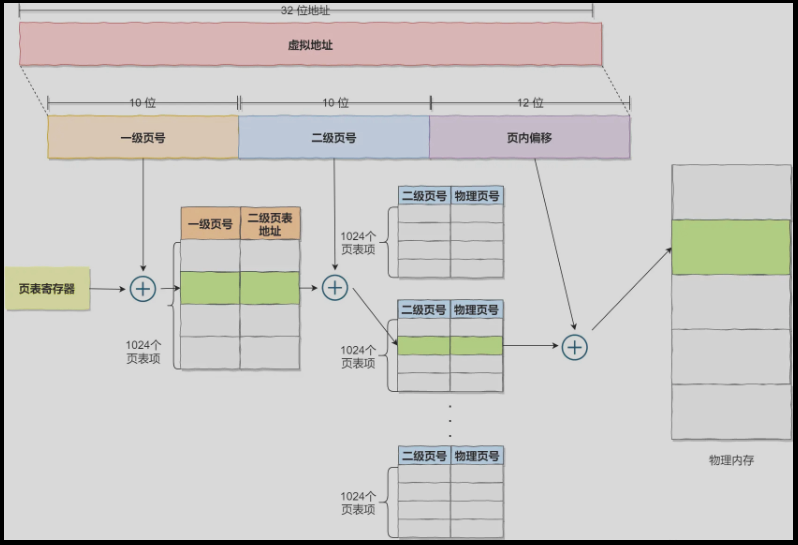 32 位地址
虚拟地址
10 位
10 位
12 位
一级页号
二级页号
页内偏移
二级页号
物理页号
一级页号
二级页表
地址
1024个
页表项
页表寄存器
二级页号
物理页号
1024个
页表项
1024个
页表项
.
.
.
二级页号
物理页号
物理内存
1024个
页表项